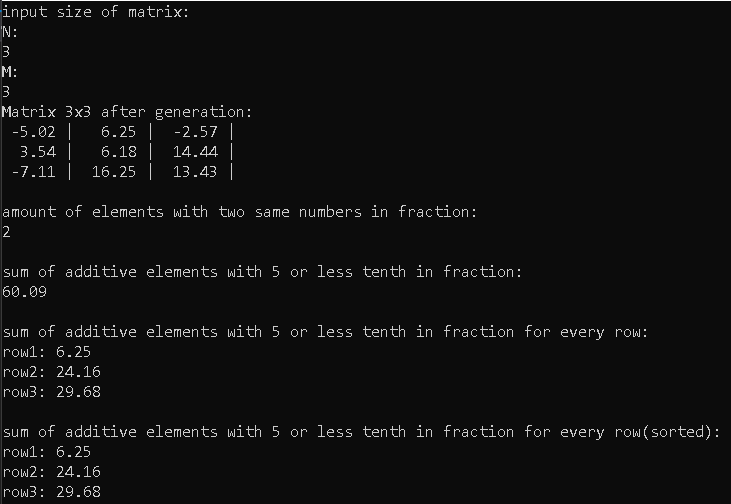 input size of matrix:
N:
3
M:
3
Matrix 3x3 after generation:
-5.02 | 6.25 | -2.57 |
3.54 | 6.18 | 14.44 |
-7.11 | 16.25 | 13.43 |
amount of elements with two same numbers in fraction:
2
sum of additive elements with 5 or less tenth in fraction:
60.09
sum of additive elements with 5 or less tenth in fraction for every row:
row1: 6.25
row2: 24.16
row3: 29.68
sum of additive elements with 5 or less tenth in fraction for every row(sorted):
row1: 6.25
row2: 24.16
row3: 29.68